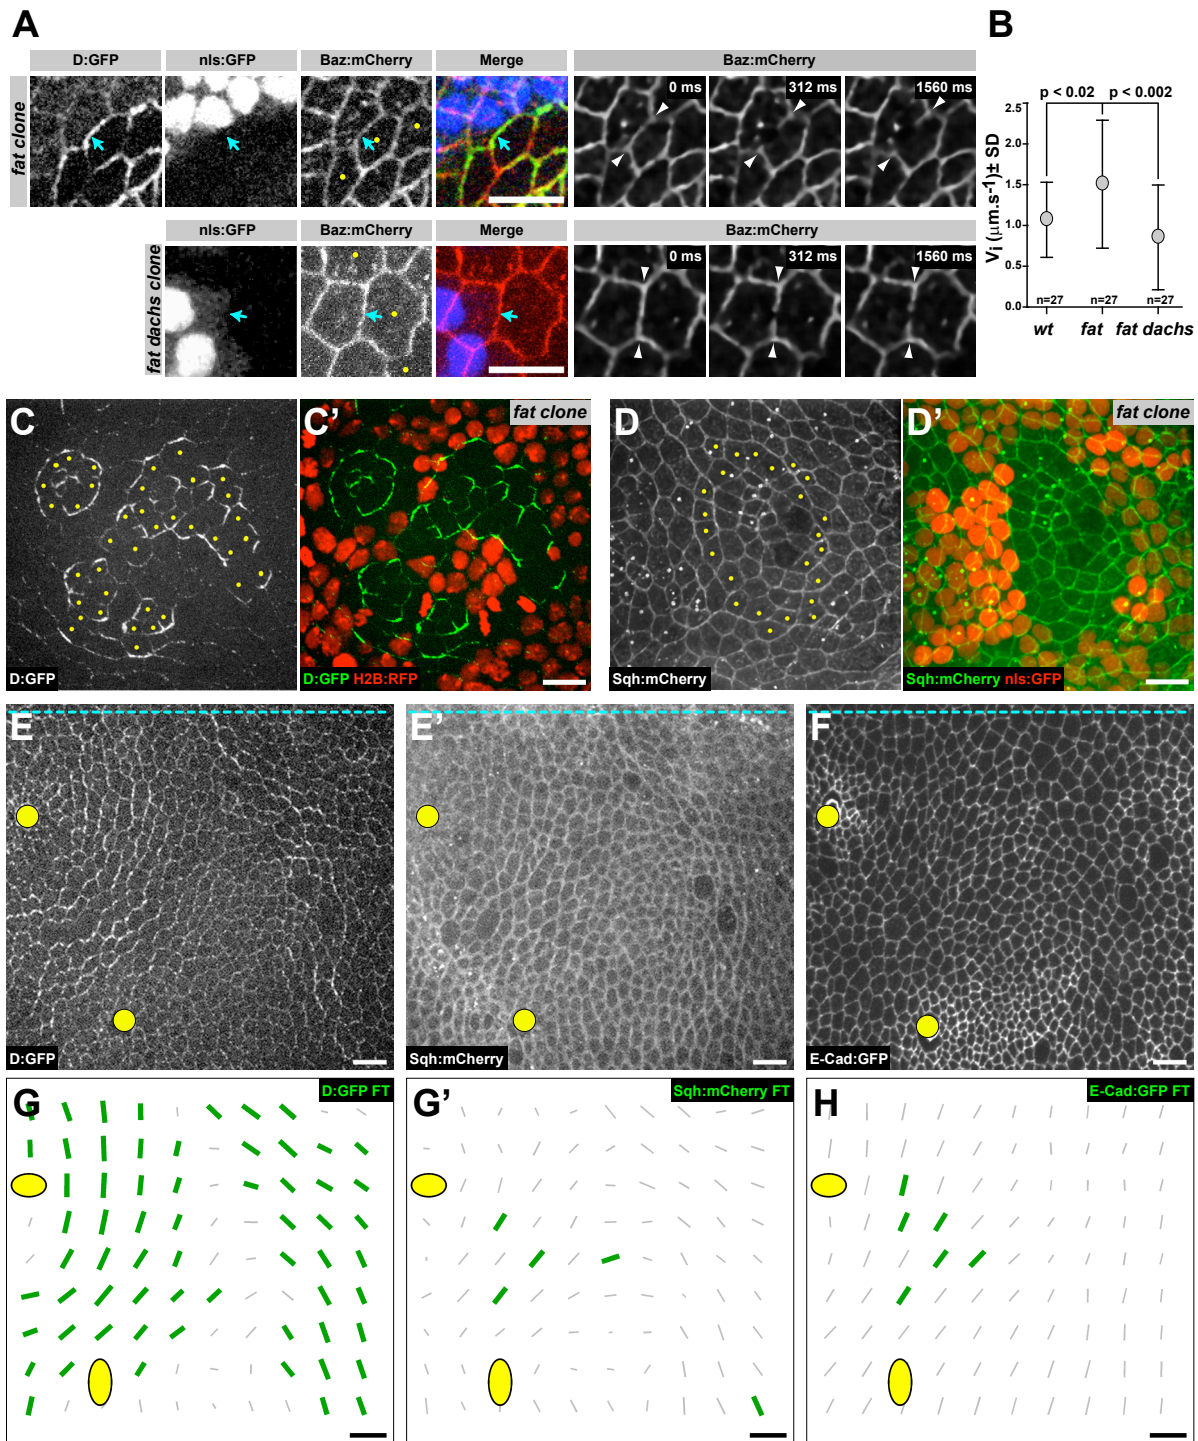 A
B
D:GFP nls:GFP Baz:mCherry Merge Baz:mCherry
fat clone
0 ms 312 ms 1560 ms
nls:GFP Baz:mCherry Merge Baz:mCherry
fat dachs clone
0 ms 312 ms 1560 ms
p < 0.02 p < 0.002
Vi (µm.s-1)± SD
2.5
2.0
1.5
1.0
0.5
0.0
n=27 n=27 n=27
wt fat fat dachs
C C' fat clone
D:GFP D:GFP H2B:RFP
D D' fat clone
Sqh:mCherry Sqh:mCherry nls:GFP
E E' F
D:GFP Sqh:mCherry E-Cad:GFP
G D:GFP FT
G' Sqh:mCherry FT
H E-Cad:GFP FT